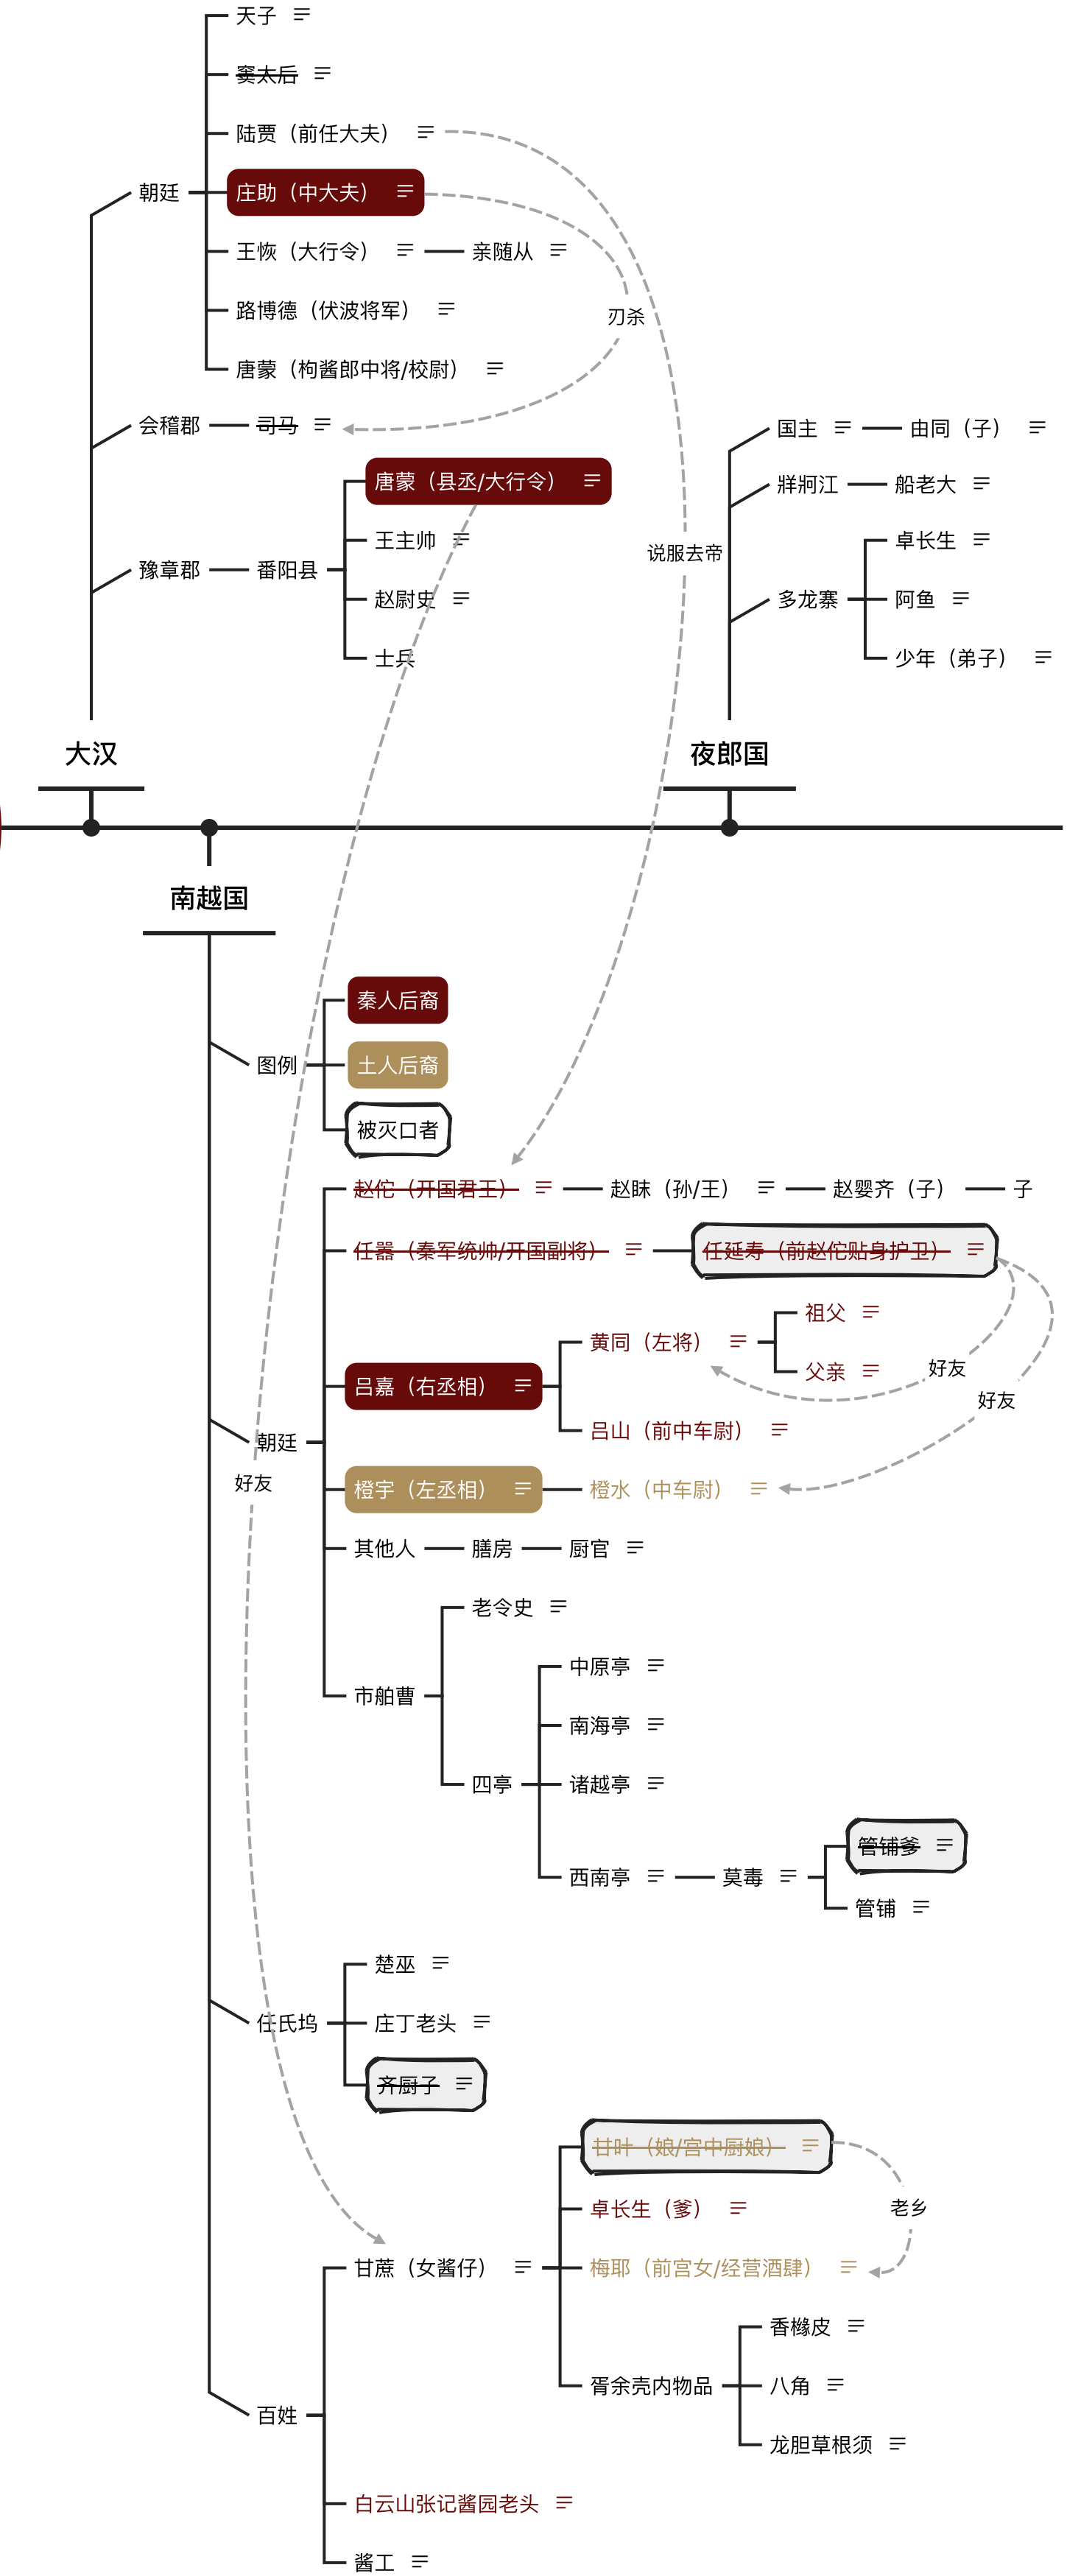 天子
窦太后
陆贾（前任大夫）
朝廷
庄助（中大夫）
王恢（大行令）
亲随从
路博德（伏波将军）
刃杀
唐蒙（枸酱郎中将/校尉）
会稽郡
司马
国主
由同（子）
唐蒙（县丞/大行令）
牂牁江
船老大
王主帅
卓长生
说服去帝
豫章郡
番阳县
赵尉史
多龙寨
阿鱼
士兵
少年（弟子）
大汉
夜郎国
南越国
秦人后裔
图例
土人后裔
被灭口者
赵佗（开国君王）
赵眜（孙/王）
赵婴齐（子）
子
任嚣（秦军统帅/开国副将）
任延寿（前赵佗贴身护卫）
祖父
黄同（左将）
父亲
好友
吕嘉（右丞相）
好友
吕山（前中车尉）
朝廷
好友
橙宇（左丞相）
橙水（中车尉）
其他人
膳房
厨官
老令史
中原亭
市舶曹
南海亭
四亭
诸越亭
管铺爹
西南亭
莫毒
管铺
楚巫
任氏坞
庄丁老头
齐厨子
甘叶（娘/宫中厨娘）
卓长生（爹）
老乡
甘蔗（女酱仔）
梅耶（前宫女/经营酒肆）
香橼皮
胥余壳内物品
八角
百姓
龙胆草根须
白云山张记酱园老头
酱工